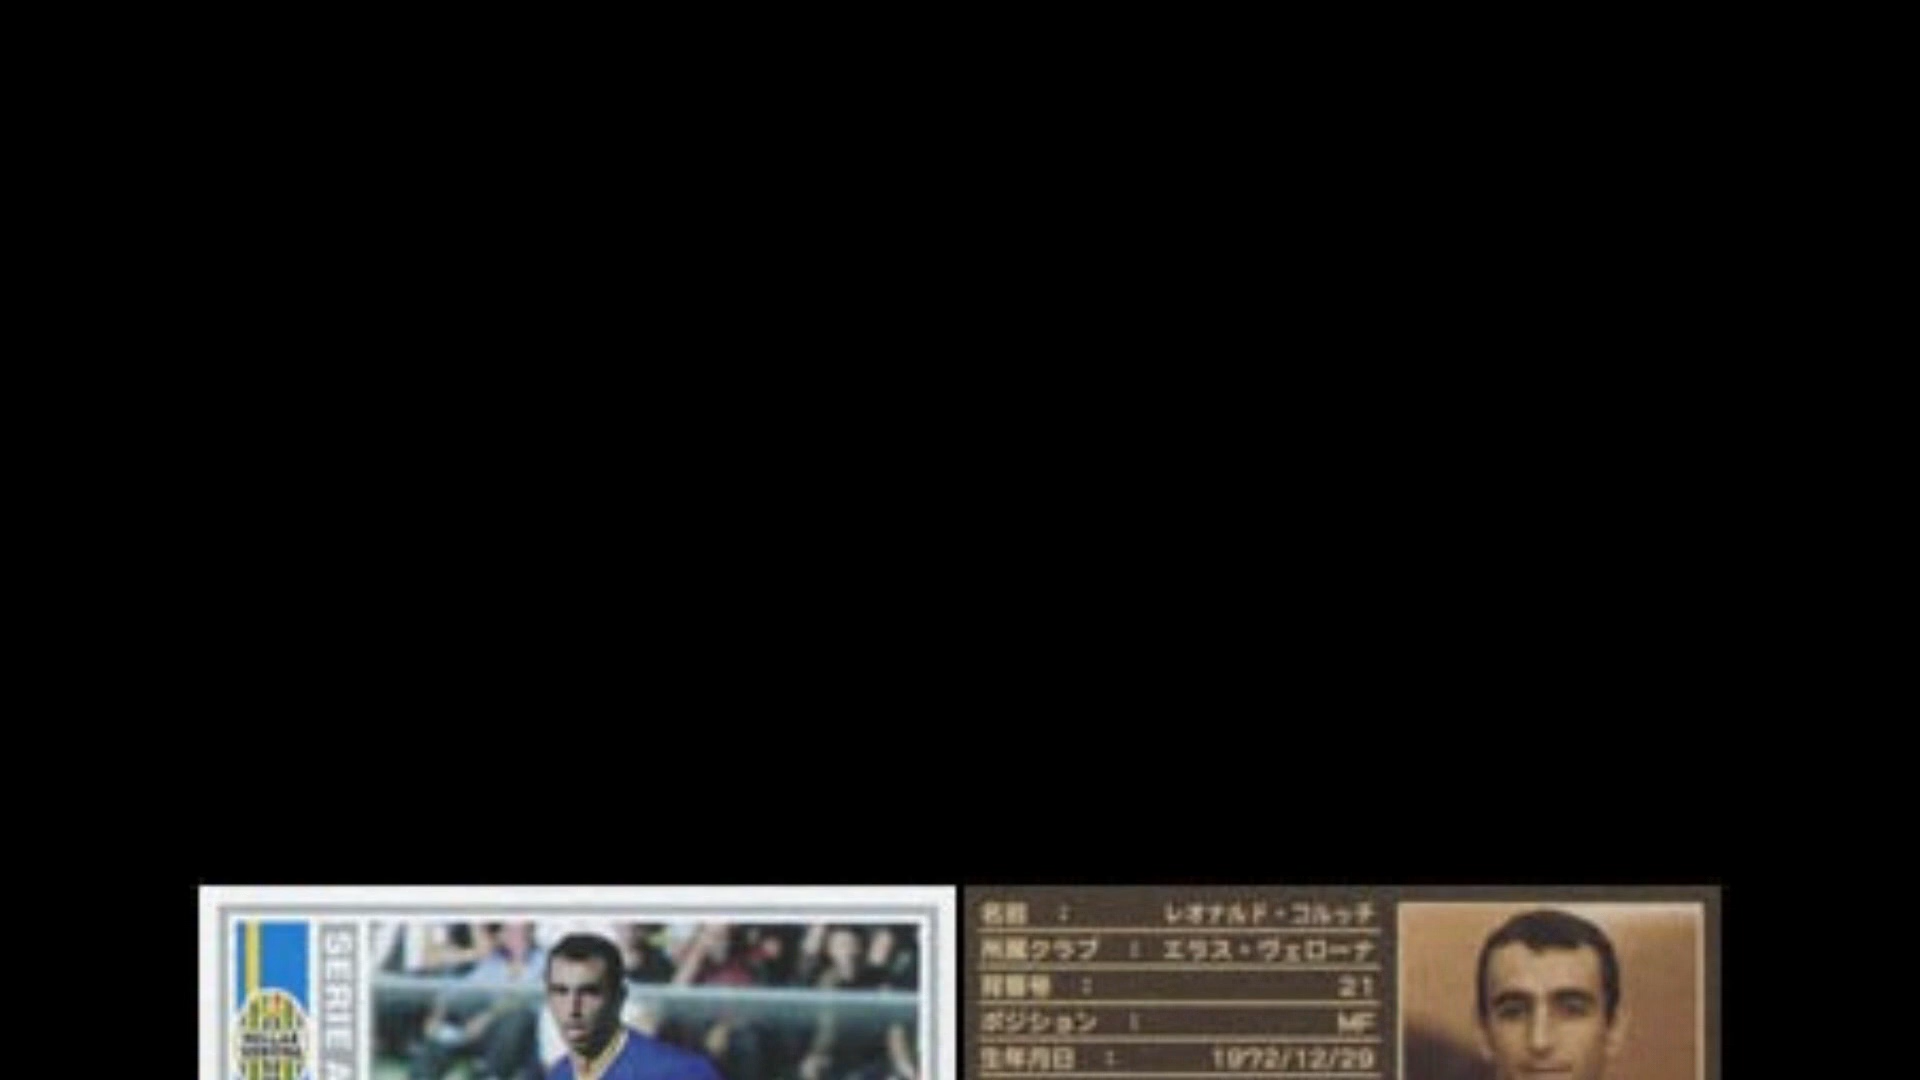 SERIE A
HELLAS
VERONA
名前 : レオナルド・コルッチ
所属クラブ : エラス・ヴェローナ
背番号 : 21
ポジション : MF
生年月日 : 1972/12/29